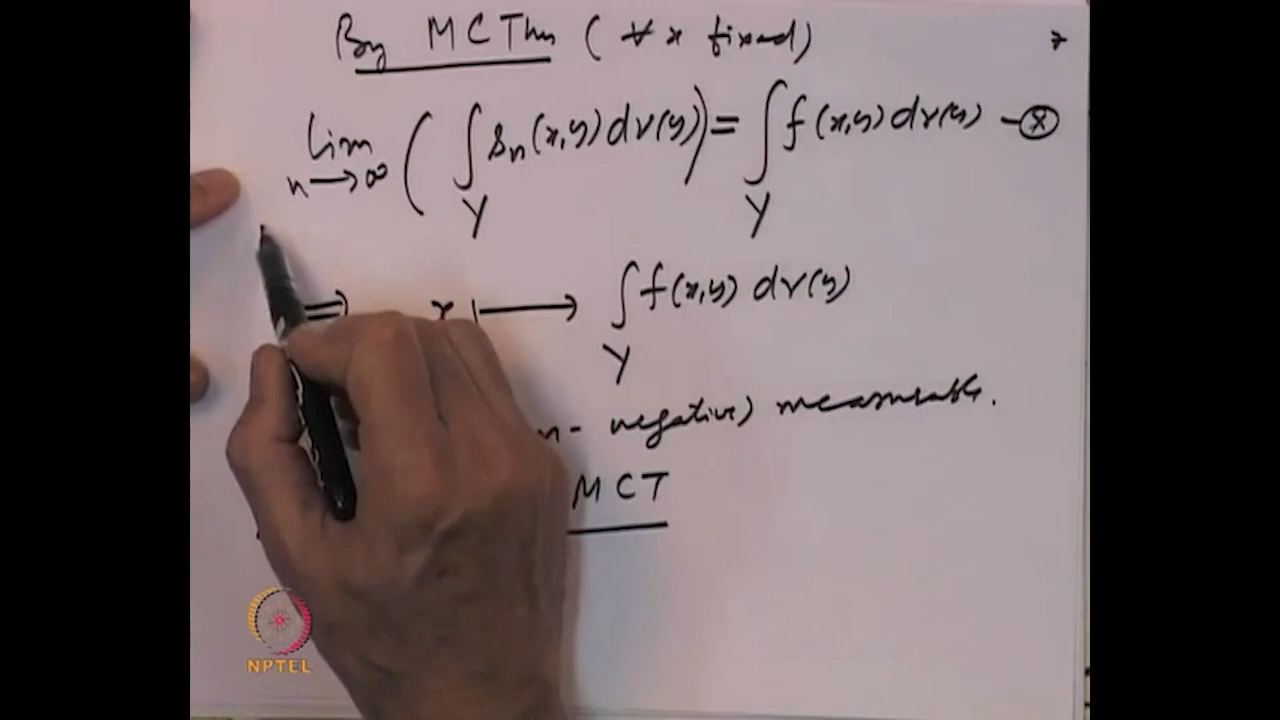 By MCThm (∀ x fixed)
lim n→∞ ( ∫_Y s_n(x,y) dν(y) ) = ∫_Y f(x,y) dν(y) —⊛
⇒ x ⟼ ∫_Y f(x,y) dν(y)
n-negative) measurable.
MCT
NPTEL